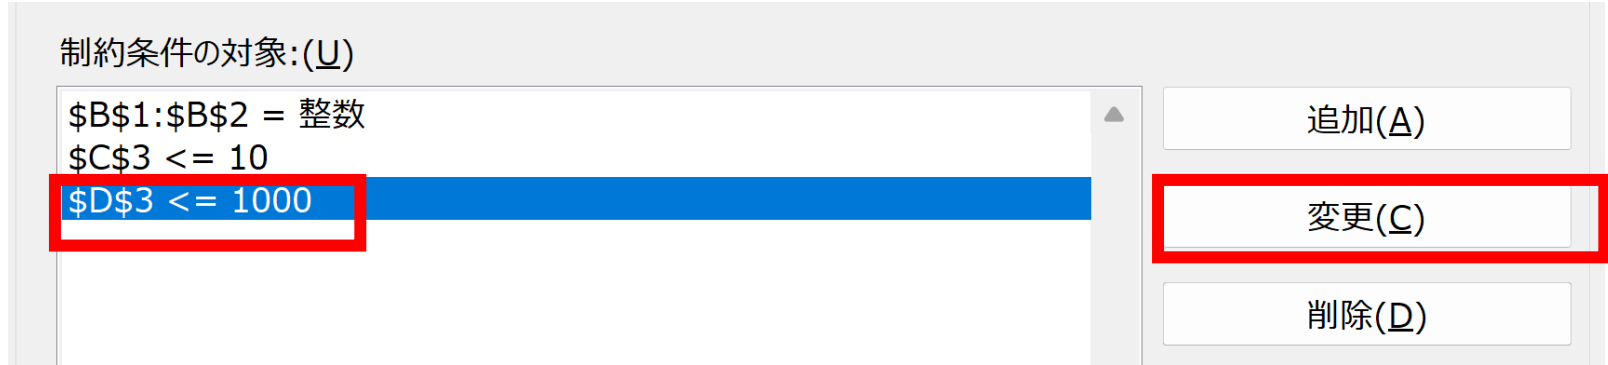 制約条件の対象:(U)
$B$1:$B$2 = 整数
$C$3 <= 10
$D$3 <= 1000
追加(A)
変更(C)
削除(D)